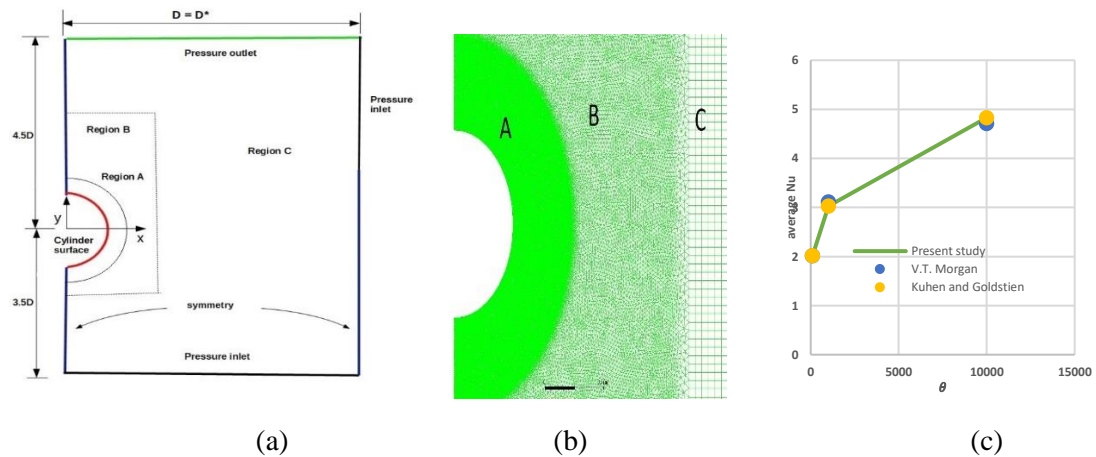 D = D*
Pressure outlet
Pressure
inlet
4.5D
Region B
Region C
Region A
y
x
Cylinder
surface
3.5D
symmetry
Pressure inlet
(a)
A
B
C
(b)
6
5
4
3
2
1
0
average Nu
Present study
V.T. Morgan
Kuhen and Goldstien
0 5000 10000 15000
θ
(c)